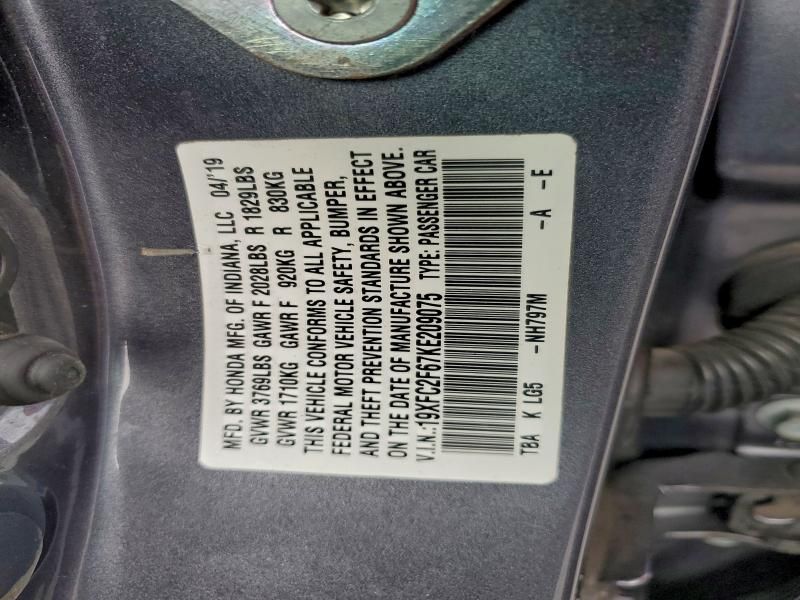 MFD. BY HONDA MFG. OF INDIANA, LLC 04/'19
GVWR 3769LBS GAWR F 2028LBS R 1829LBS
GVWR 1710KG GAWR F 920KG R 830KG
THIS VEHICLE CONFORMS TO ALL APPLICABLE
FEDERAL MOTOR VEHICLE SAFETY, BUMPER,
AND THEFT PREVENTION STANDARDS IN EFFECT
ON THE DATE OF MANUFACTURE SHOWN ABOVE.
V.I.N.:19XFC2F67KE209075 TYPE: PASSENGER CAR
TBA K LG5 -NH797M -A -E